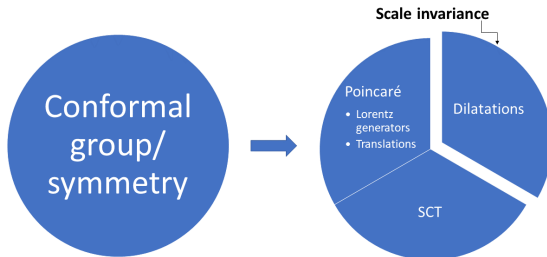 Scale invariance
Conformal
group/
symmetry
Poincaré
• Lorentz
generators
• Translations
Dilatations
SCT